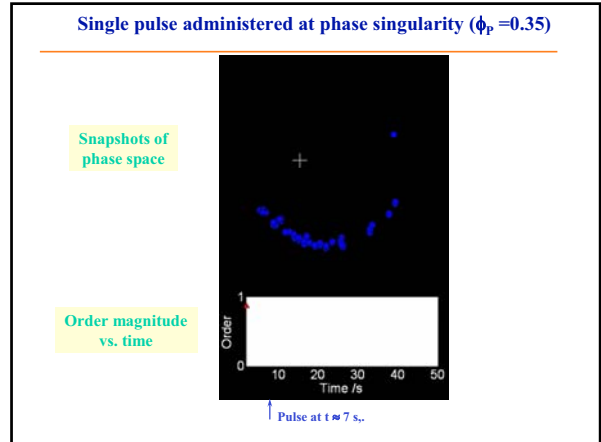 Single pulse administered at phase singularity (ϕP =0.35)
Snapshots of
phase space
Order magnitude
vs. time
1
Order
0
10 20 30 40 50
Time /s
Pulse at t ≈ 7 s,.